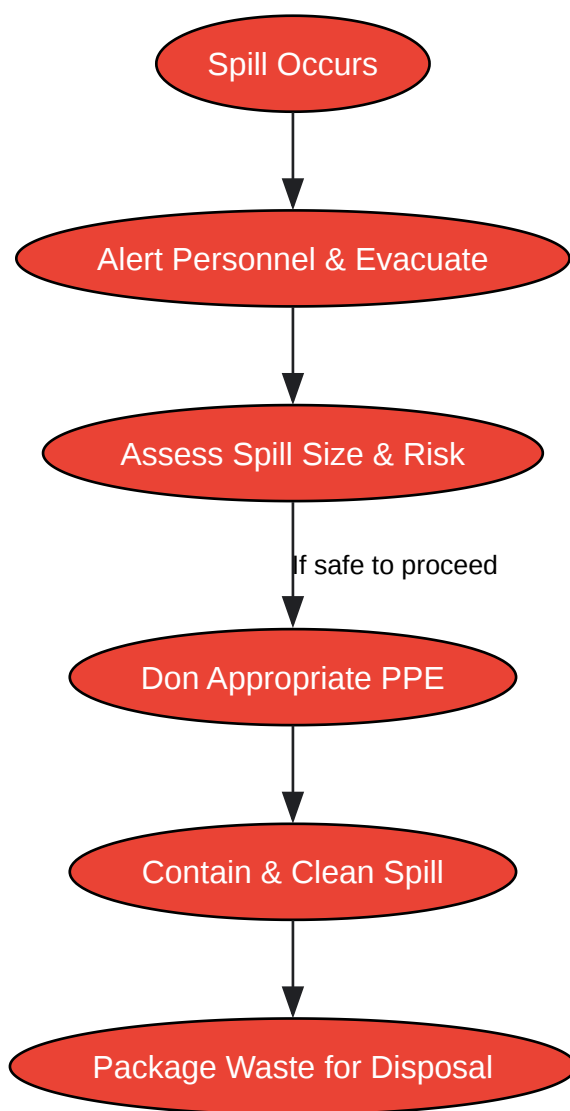 Spill Occurs
Alert Personnel & Evacuate
Assess Spill Size & Risk
If safe to proceed
Don Appropriate PPE
Contain & Clean Spill
Package Waste for Disposal